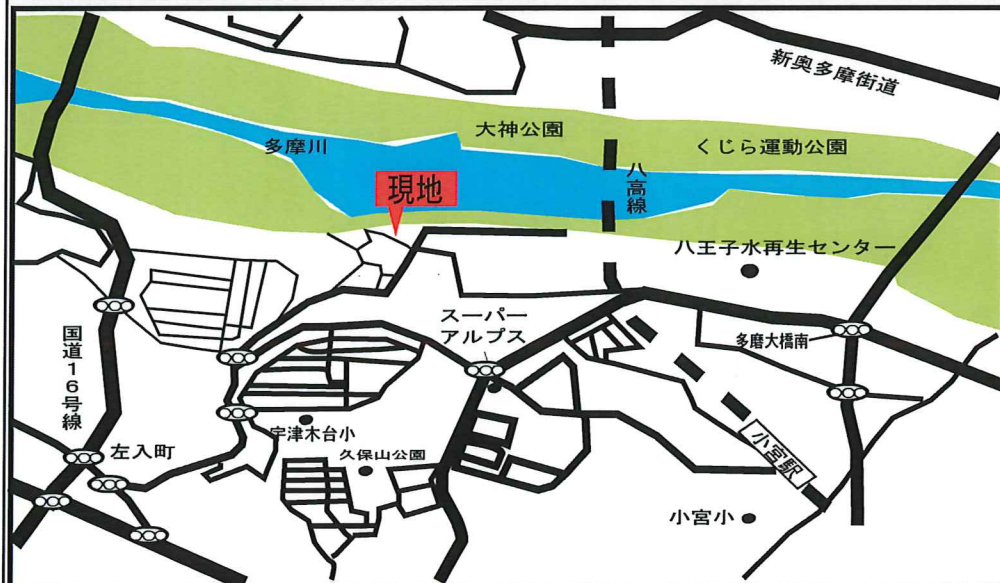 新奥多摩街道
大神公園
くじら運動公園
多摩川
八高線
現地
八王子水再生センター
スーパー
アルプス
多摩大橋南
国道16号線
宇津木台小
久保山公園
左入町
小宮駅
小宮小